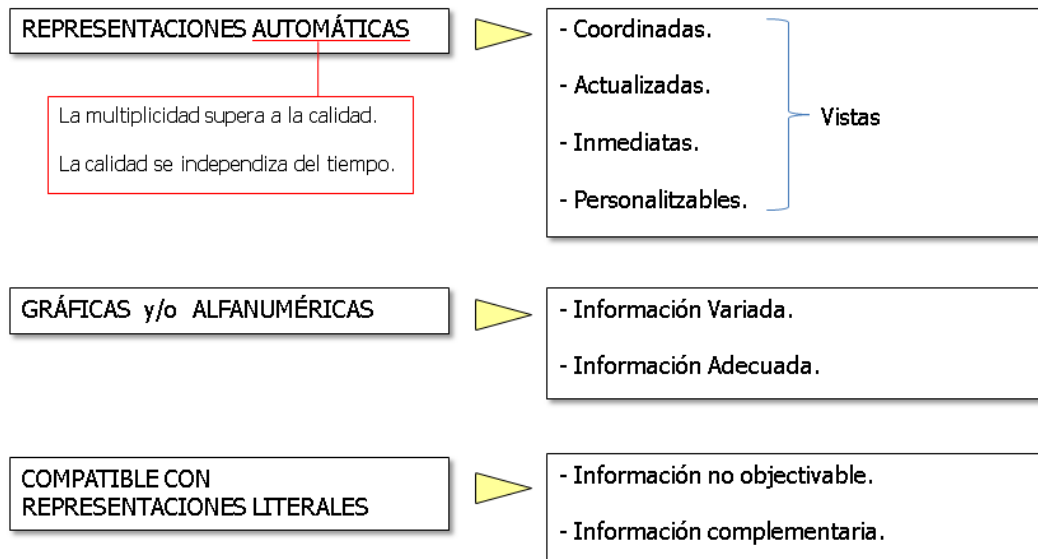 REPRESENTACIONES AUTOMÁTICAS
La multiplicidad supera a la calidad.
La calidad se independiza del tiempo.
- Coordinadas.
- Actualizadas.
- Inmediatas.
- Personalitzables.
Vistas
GRÁFICAS y/o ALFANUMÉRICAS
- Información Variada.
- Información Adecuada.
COMPATIBLE CON
REPRESENTACIONES LITERALES
- Información no objectivable.
- Información complementaria.